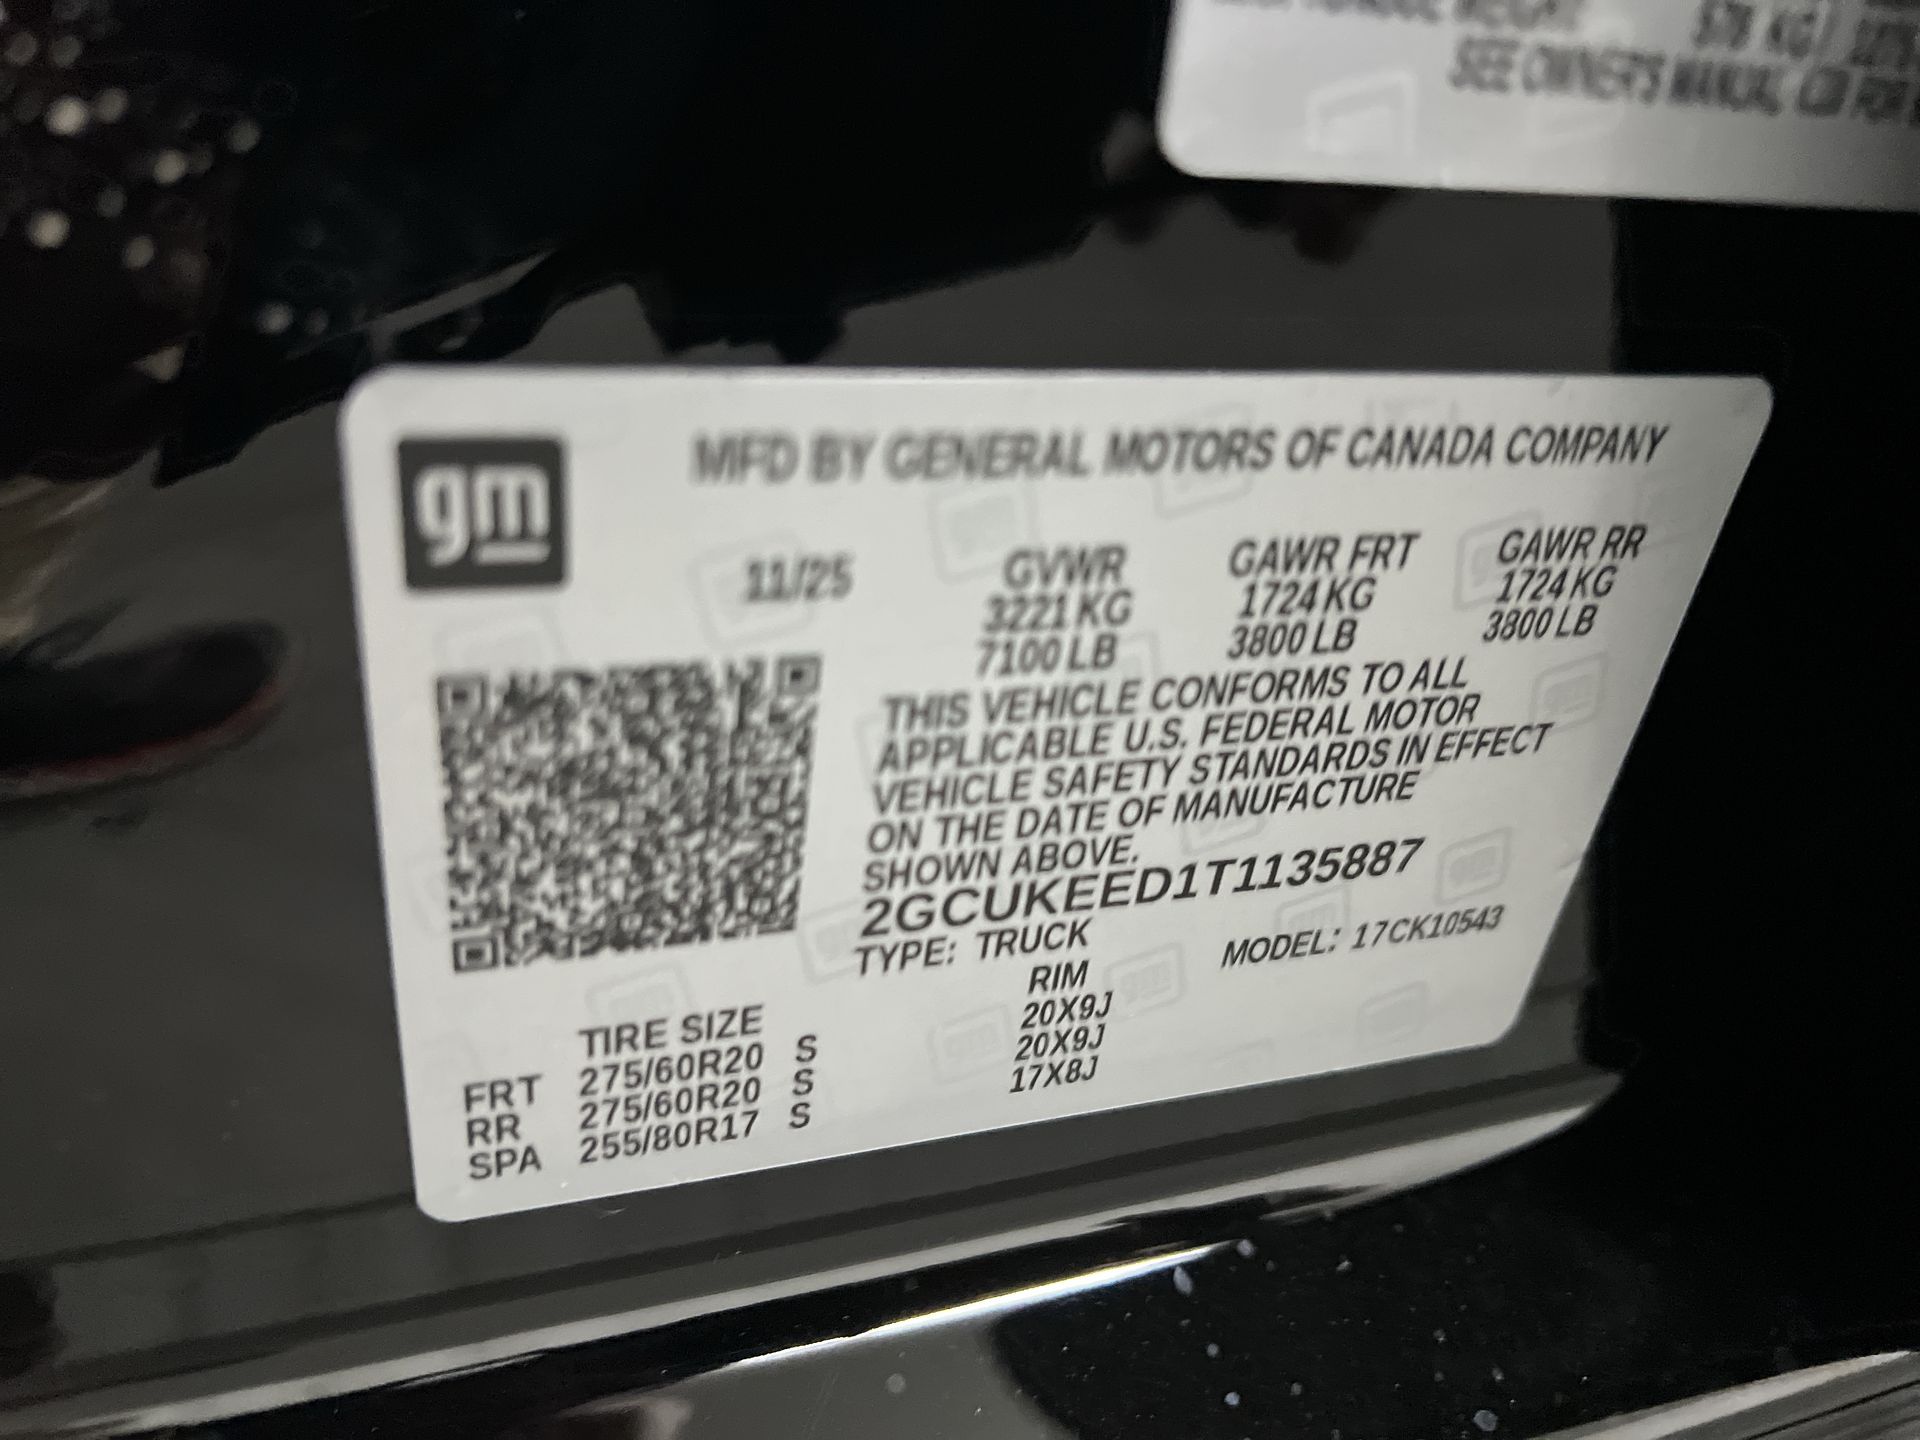 WEIGHT 578 KG
SEE OWNER'S MANUAL
gm
MFD BY GENERAL MOTORS OF CANADA COMPANY
11/25
GVWR GAWR FRT GAWR RR
3221 KG 1724 KG 1724 KG
7100 LB 3800 LB 3800 LB
THIS VEHICLE CONFORMS TO ALL
APPLICABLE U.S. FEDERAL MOTOR
VEHICLE SAFETY STANDARDS IN EFFECT
ON THE DATE OF MANUFACTURE
SHOWN ABOVE.
2GCUKEED1T1135887
TYPE: TRUCK MODEL: 17CK10543
TIRE SIZE RIM
FRT 275/60R20 S 20X9J
RR 275/60R20 S 20X9J
SPA 255/80R17 S 17X8J